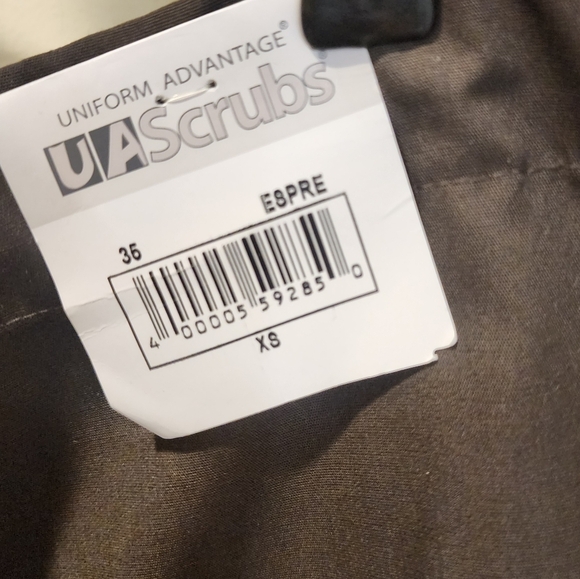 UNIFORM ADVANTAGE®
UAScrubs
35 ESPRE
4 00005 59285 0
XS